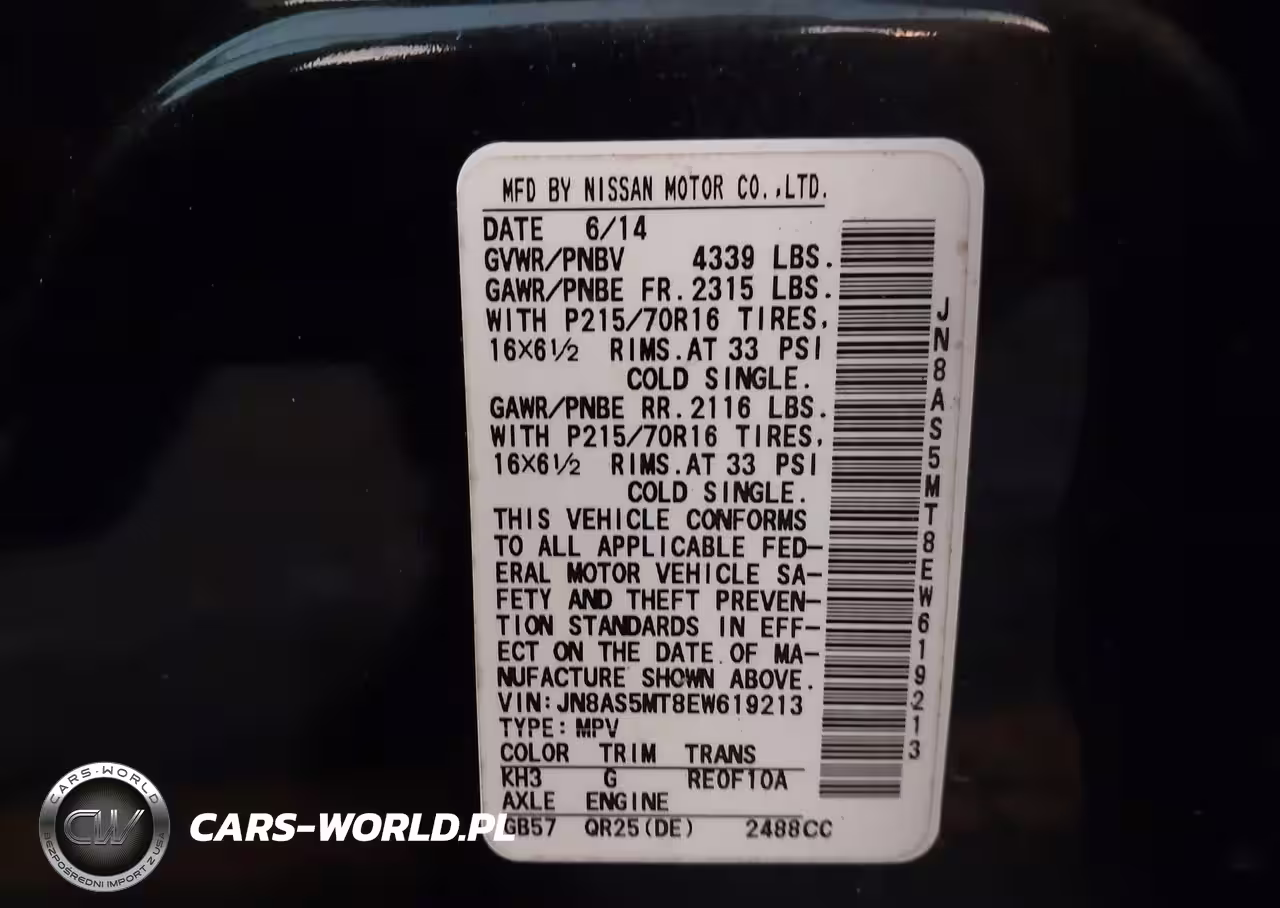 MFD BY NISSAN MOTOR CO.,LTD.
DATE 6/14
GVWR/PNBV 4339 LBS.
GAWR/PNBE FR.2315 LBS.
WITH P215/70R16 TIRES,
16×6½ RIMS.AT 33 PSI
COLD SINGLE.
GAWR/PNBE RR.2116 LBS.
WITH P215/70R16 TIRES,
16×6½ RIMS.AT 33 PSI
COLD SINGLE.
THIS VEHICLE CONFORMS
TO ALL APPLICABLE FED-
ERAL MOTOR VEHICLE SA-
FETY AND THEFT PREVEN-
TION STANDARDS IN EFF-
ECT ON THE DATE OF MA-
NUFACTURE SHOWN ABOVE.
VIN:JN8AS5MT8EW619213
TYPE:MPV
COLOR TRIM TRANS
KH3 G RE0F10A
AXLE ENGINE
GB57 QR25(DE) 2488CC
JN8AS5MT8EW619213
CARS-WORLD
CW
BEZPOŚREDNI IMPORT Z USA
CARS-WORLD.PL